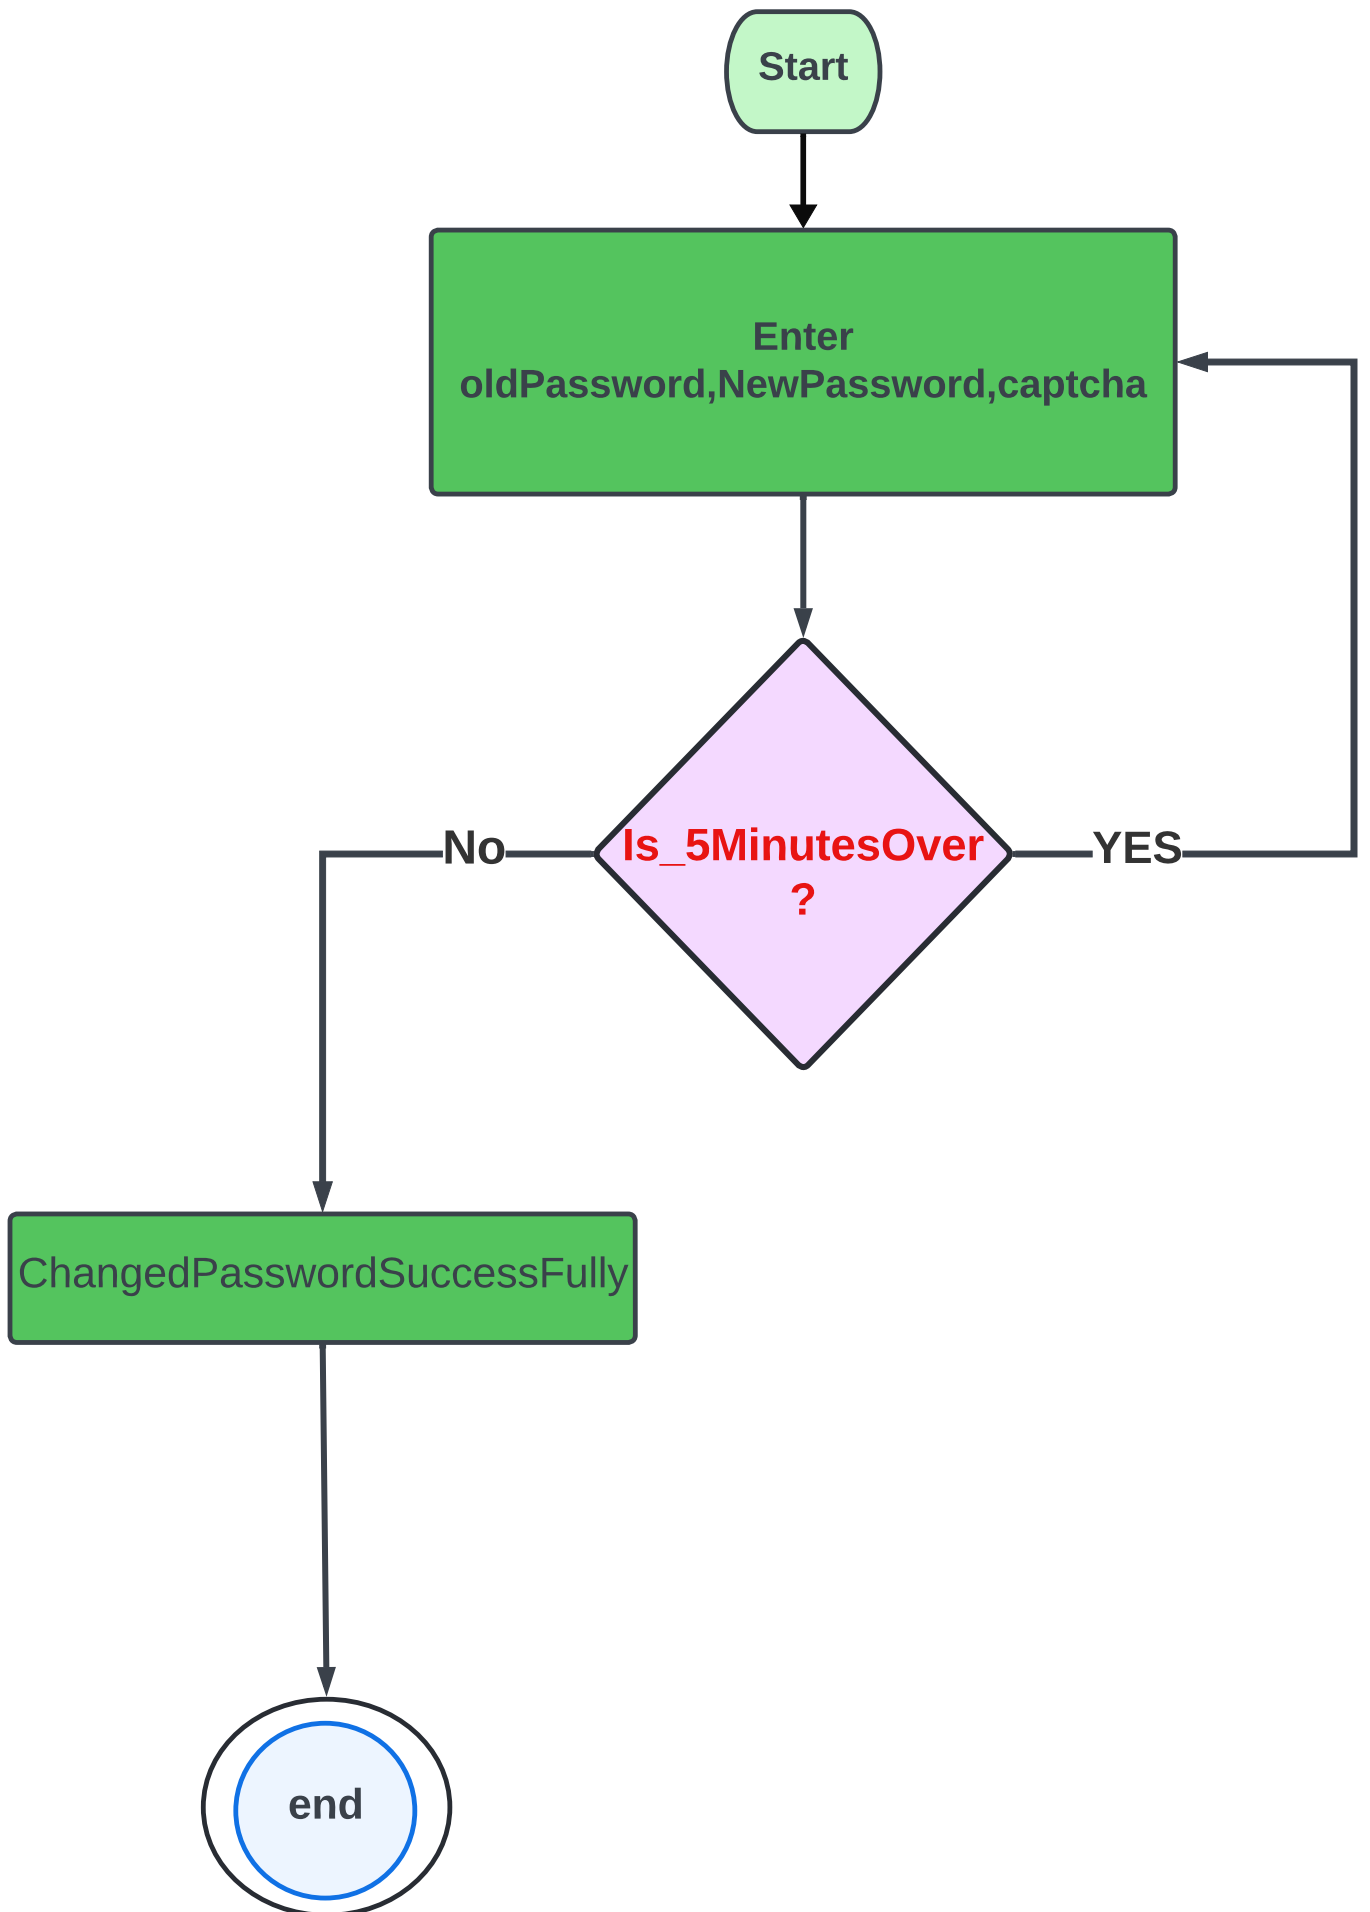 Start
Enter
oldPassword,NewPassword,captcha
No
Is_5MinutesOver
?
YES
ChangedPasswordSuccessFully
end